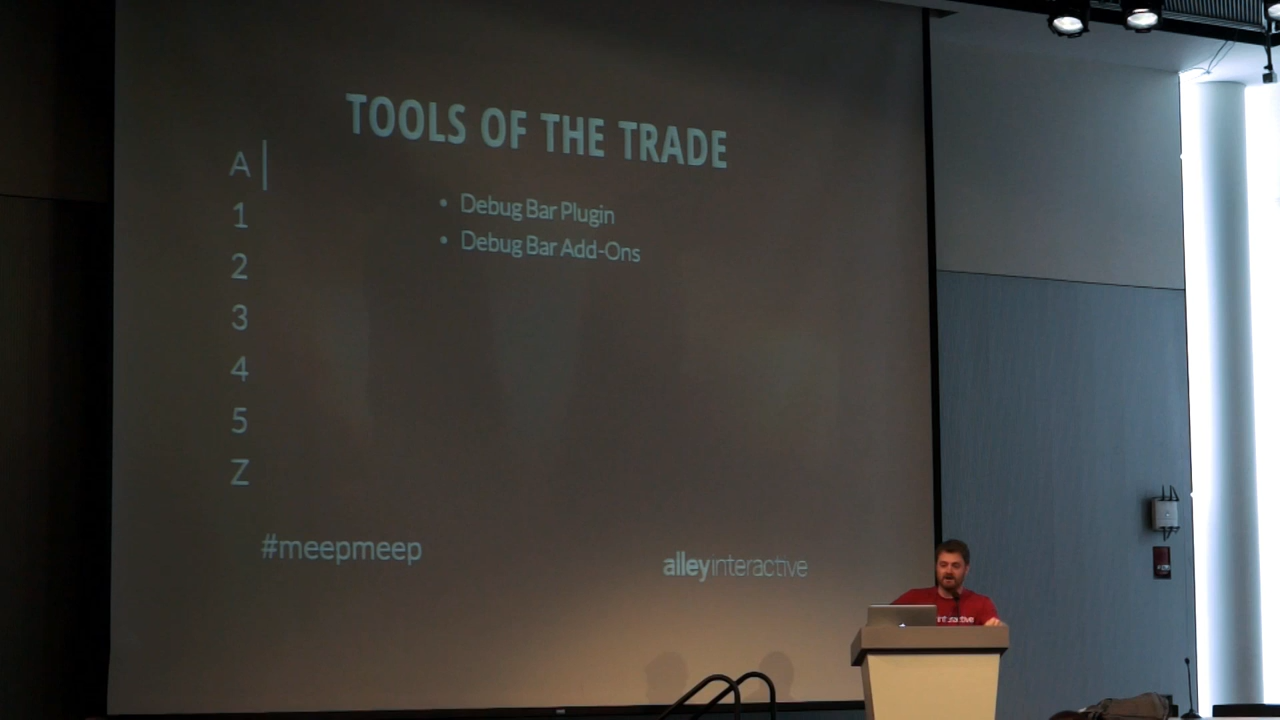 TOOLS OF THE TRADE
A
1
2
3
4
5
Z
• Debug Bar Plugin
• Debug Bar Add-Ons
#meepmeep
alleyinteractive